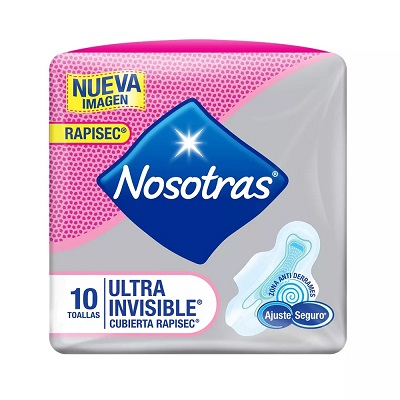 NUEVA
IMAGEN
RAPISEC®
Nosotras®
10
TOALLAS
ULTRA
INVISIBLE®
CUBIERTA RAPISEC®
ZONA ANTI DERRAMES
Ajuste Seguro®